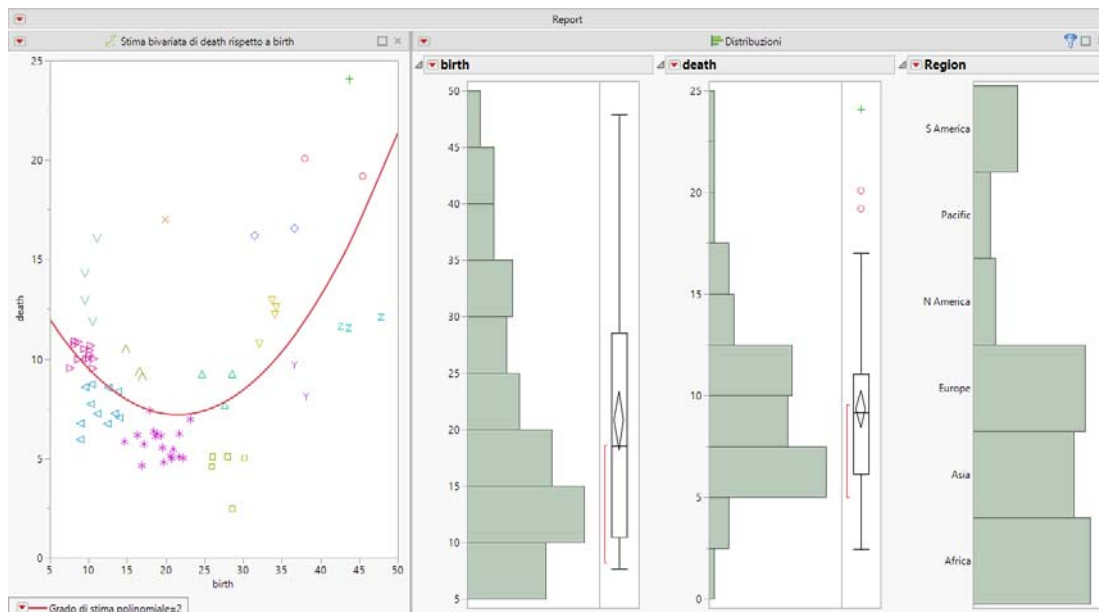 Report
Stima bivariata di death rispetto a birth
25
20
15
10
5
0
death
5 10 15 20 25 30 35 40 45 50
birth
Grado di stima polinomiale=2
Distribuzioni
birth
50
45
40
35
30
25
20
15
10
5
death
25
20
15
10
5
0
Region
S America
Pacific
N America
Europe
Asia
Africa